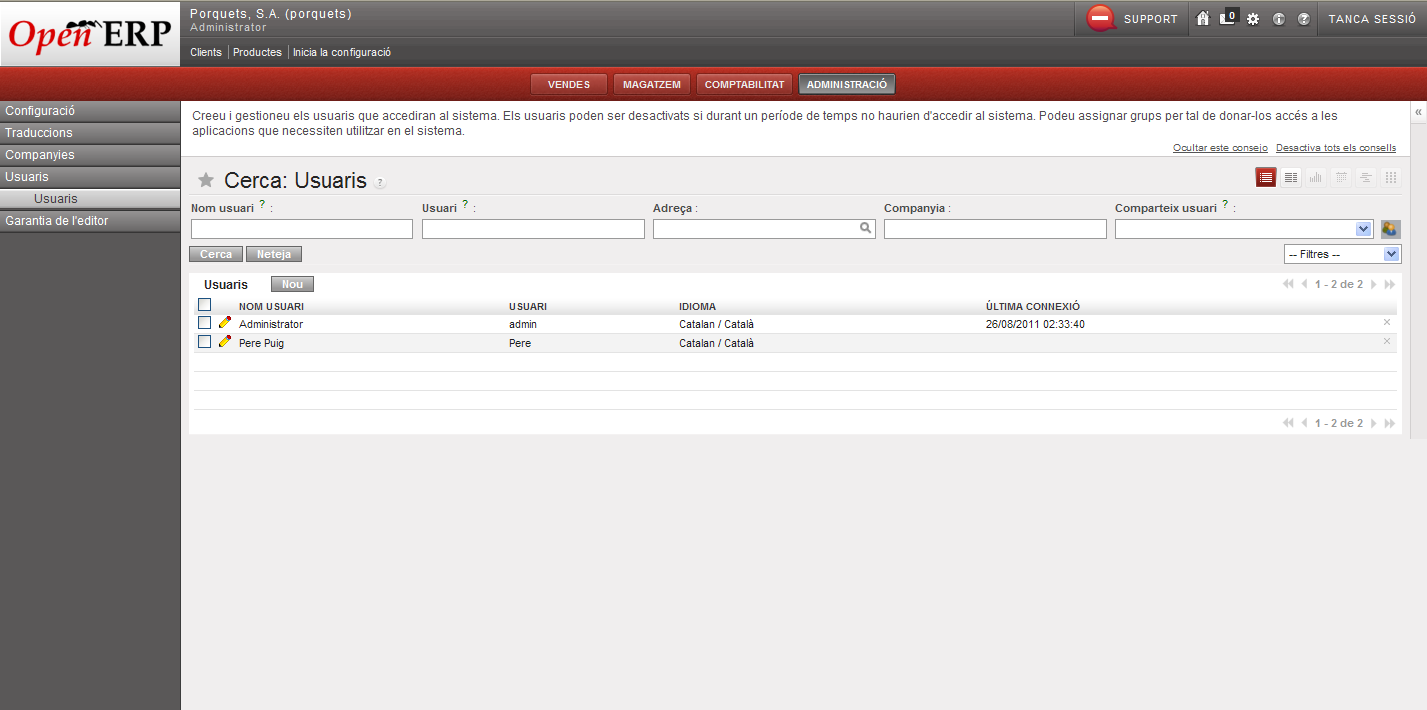 Open ERP
Porquets, S.A. (porquets)
Administrator
Clients Productes Inicia la configuració
SUPPORT 0 i ? TANCA SESSIÓ
VENDES MAGATZEM COMPTABILITAT ADMINISTRACIÓ
Configuració
Traduccions
Companyies
Usuaris
Usuaris
Garantia de l'editor
Creeu i gestioneu els usuaris que accediran al sistema. Els usuaris poden ser desactivats si durant un període de temps no haurien d'accedir al sistema. Podeu assignar grups per tal de donar-los accés a les
aplicacions que necessiten utilitzar en el sistema.
«
Ocultar este consejo Desactiva tots els consells
Cerca: Usuaris ?
Nom usuari ? : Usuari ? : Adreça : Companyia : Comparteix usuari ? :
Cerca Neteja -- Filtres --
Usuaris Nou 1 - 2 de 2
NOM USUARI USUARI IDIOMA ÚLTIMA CONNEXIÓ
Administrator admin Catalan / Català 26/08/2011 02:33:40
Pere Puig Pere Catalan / Català
1 - 2 de 2